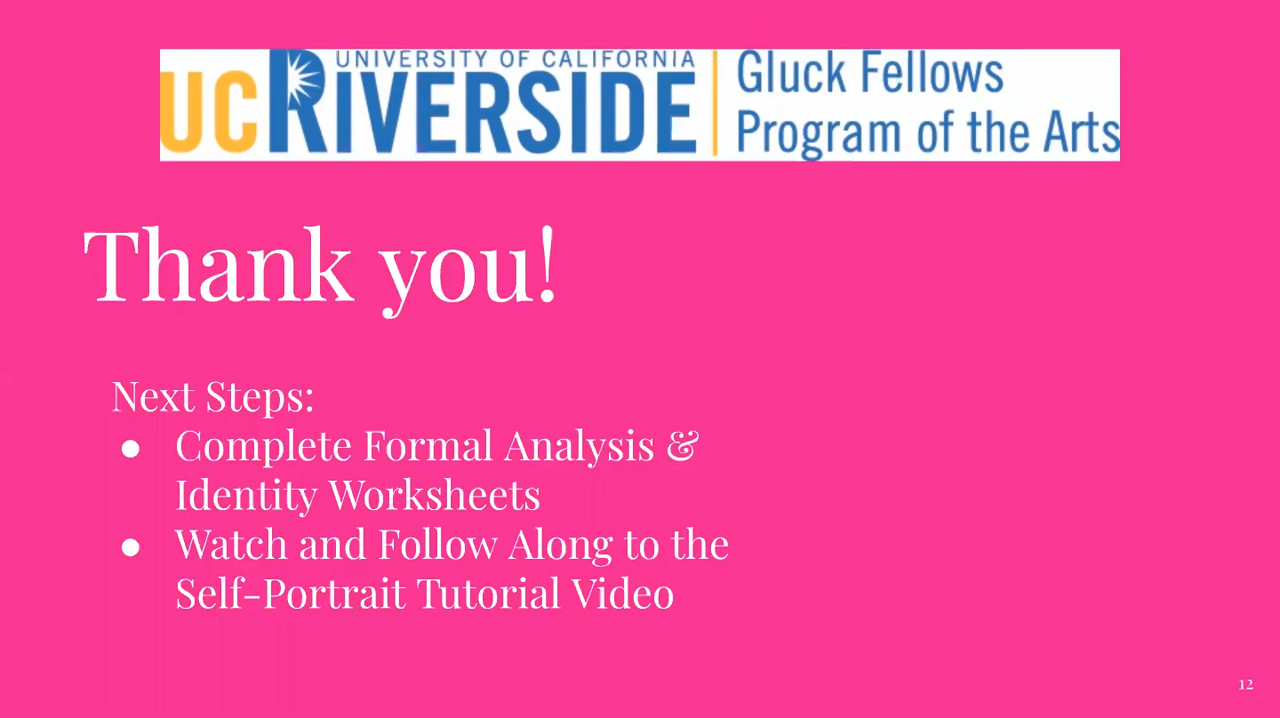 UNIVERSITY OF CALIFORNIA
UCRIVERSIDE
Gluck Fellows
Program of the Arts
Thank you!
Next Steps:
● Complete Formal Analysis &
Identity Worksheets
● Watch and Follow Along to the
Self-Portrait Tutorial Video
12